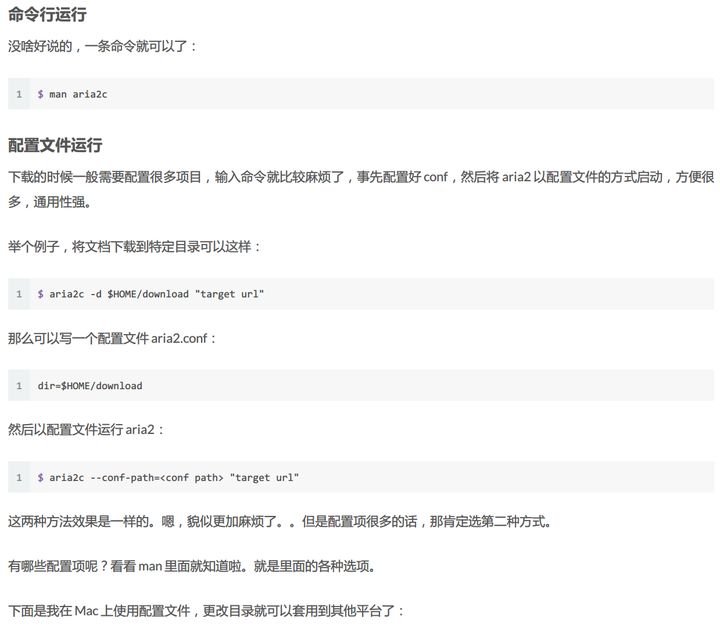 命令行运行
没啥好说的，一条命令就可以了：
1 $ man aria2c
配置文件运行
下载的时候一般需要配置很多项目，输入命令就比较麻烦了，事先配置好 conf，然后将 aria2 以配置文件的方式启动，方便很
多，通用性强。
举个例子，将文档下载到特定目录可以这样：
1 $ aria2c -d $HOME/download "target url"
那么可以写一个配置文件 aria2.conf：
1 dir=$HOME/download
然后以配置文件运行 aria2：
1 $ aria2c --conf-path=<conf path> "target url"
这两种方法效果是一样的。嗯，貌似更加麻烦了。。但是配置项很多的话，那肯定选第二种方式。
有哪些配置项呢？看看 man 里面就知道啦。就是里面的各种选项。
下面是我在 Mac 上使用配置文件，更改目录就可以套用到其他平台了：